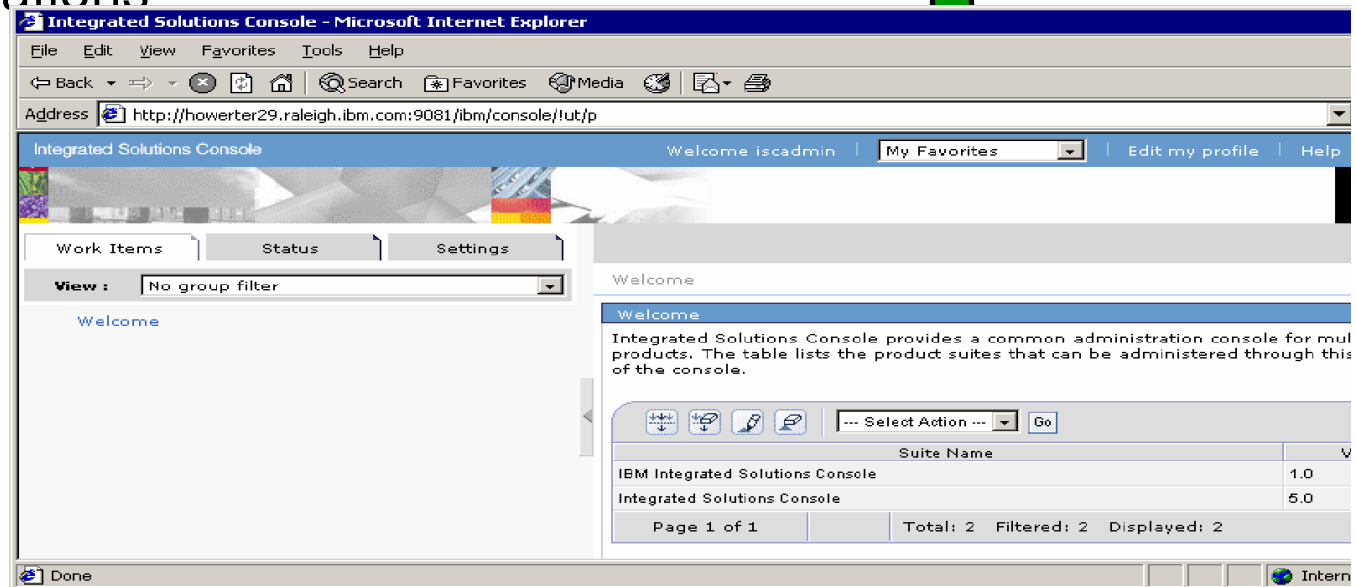 Integrated Solutions Console - Microsoft Internet Explorer
File Edit View Favorites Tools Help
Back Search Favorites Media
Address http://howerter29.raleigh.ibm.com:9081/ibm/console/!ut/p
Integrated Solutions Console Welcome iscadmin My Favorites Edit my profile Help
Work Items Status Settings
View : No group filter
Welcome
Welcome
Welcome
Integrated Solutions Console provides a common administration console for mul
products. The table lists the product suites that can be administered through this
of the console.
--- Select Action --- Go
Suite Name V
IBM Integrated Solutions Console 1.0
Integrated Solutions Console 5.0
Page 1 of 1 Total: 2 Filtered: 2 Displayed: 2
Done Intern